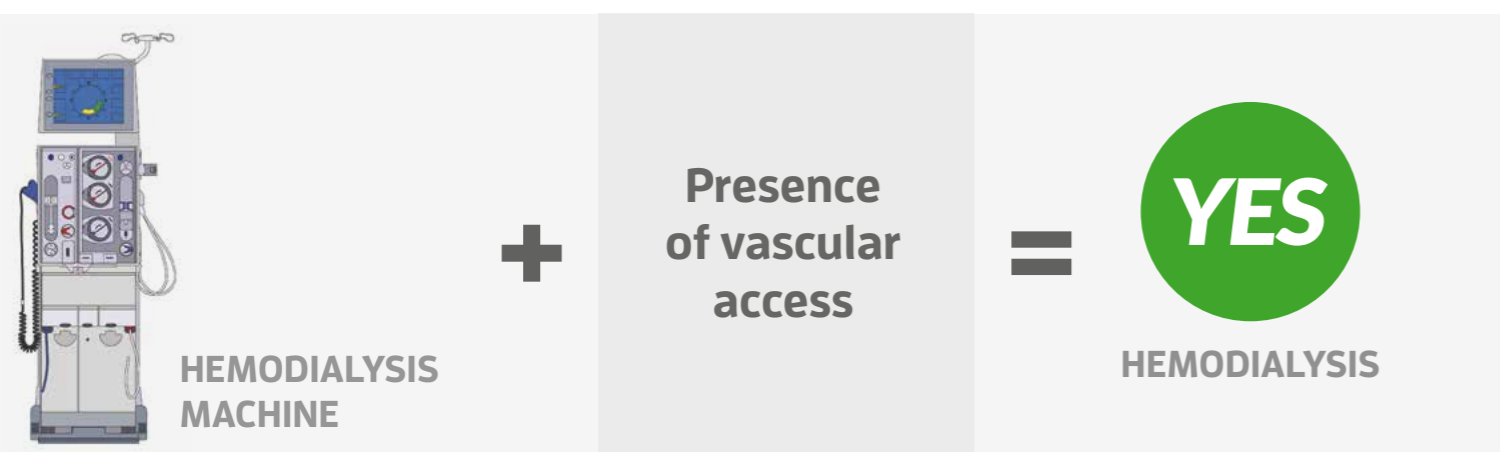 HEMODIALYSIS
MACHINE
+
Presence
of vascular
access
=
YES
HEMODIALYSIS